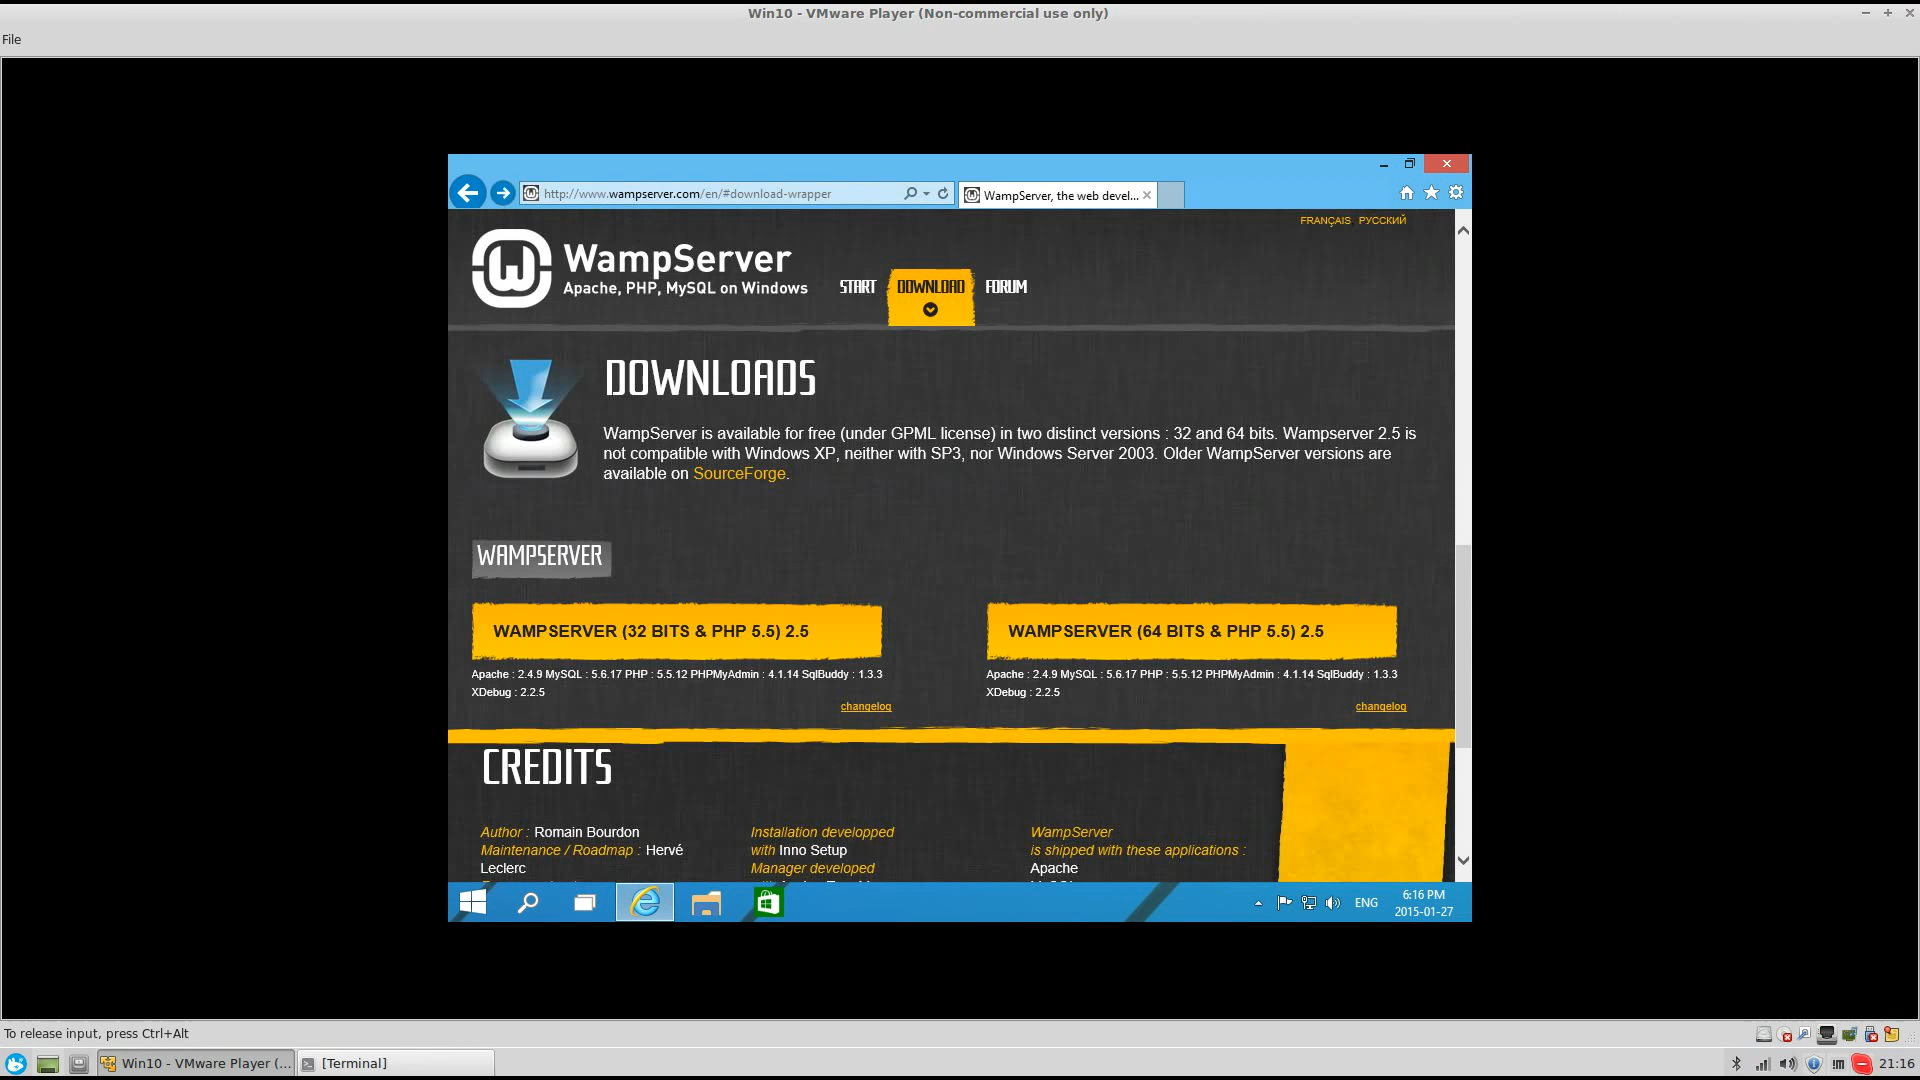 Win10 - VMware Player (Non-commercial use only)
File
http://www.wampserver.com/en/#download-wrapper
WampServer, the web devel...
FRANÇAIS РУССКИЙ
WampServer
Apache, PHP, MySQL on Windows
START DOWNLOAD FORUM
DOWNLOADS
WampServer is available for free (under GPML license) in two distinct versions : 32 and 64 bits. Wampserver 2.5 is
not compatible with Windows XP, neither with SP3, nor Windows Server 2003. Older WampServer versions are
available on SourceForge.
WAMPSERVER
WAMPSERVER (32 BITS & PHP 5.5) 2.5
Apache : 2.4.9 MySQL : 5.6.17 PHP : 5.5.12 PHPMyAdmin : 4.1.14 SqlBuddy : 1.3.3
XDebug : 2.2.5
changelog
WAMPSERVER (64 BITS & PHP 5.5) 2.5
Apache : 2.4.9 MySQL : 5.6.17 PHP : 5.5.12 PHPMyAdmin : 4.1.14 SqlBuddy : 1.3.3
XDebug : 2.2.5
changelog
CREDITS
Author : Romain Bourdon
Maintenance / Roadmap : Hervé
Leclerc
Installation developped
with Inno Setup
Manager developed
WampServer
is shipped with these applications :
Apache
ENG
6:16 PM
2015-01-27
To release input, press Ctrl+Alt
Win10 - VMware Player (...
[Terminal]
21:16